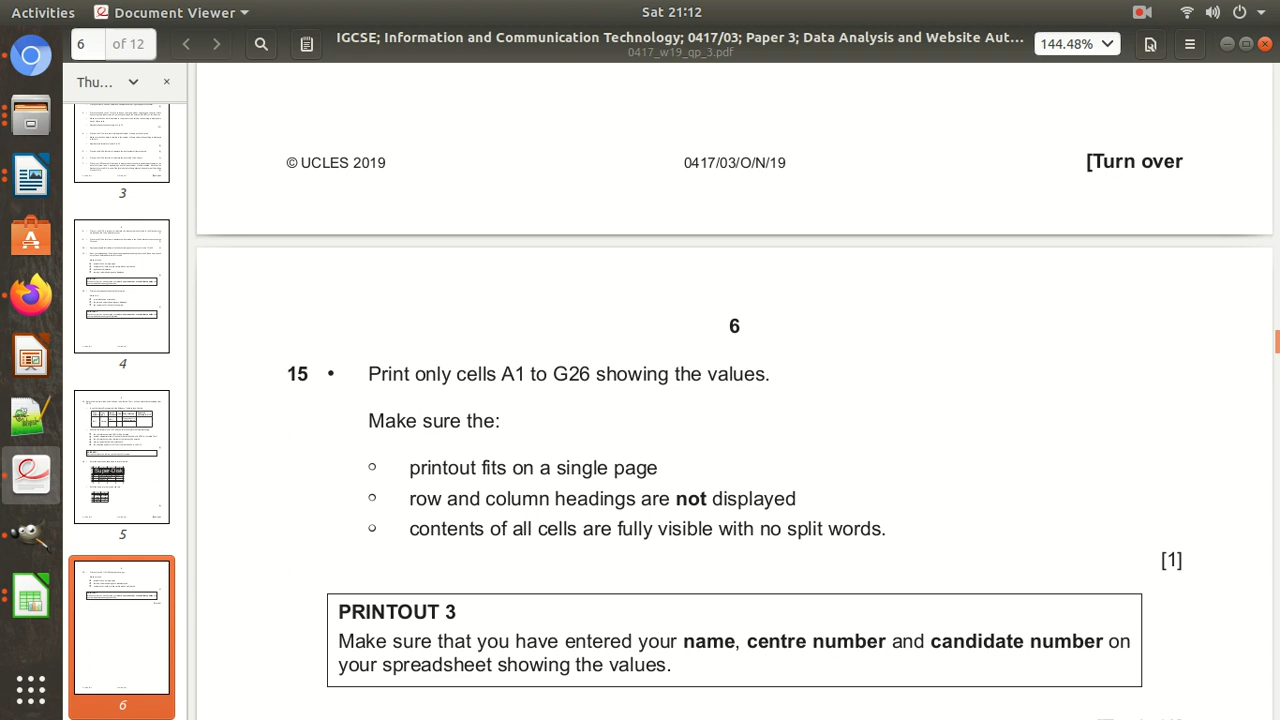 Activities
Document Viewer
Sat 21:12
6
of 12
IGCSE; Information and Communication Technology; 0417/03; Paper 3; Data Analysis and Website Aut...
0417_w19_qp_3.pdf
144.48%
Thu...
3
4
5
6
© UCLES 2019
0417/03/O/N/19
[Turn over
6
15 • Print only cells A1 to G26 showing the values.
Make sure the:
○ printout fits on a single page
○ row and column headings are not displayed
○ contents of all cells are fully visible with no split words.
[1]
PRINTOUT 3
Make sure that you have entered your name, centre number and candidate number on
your spreadsheet showing the values.